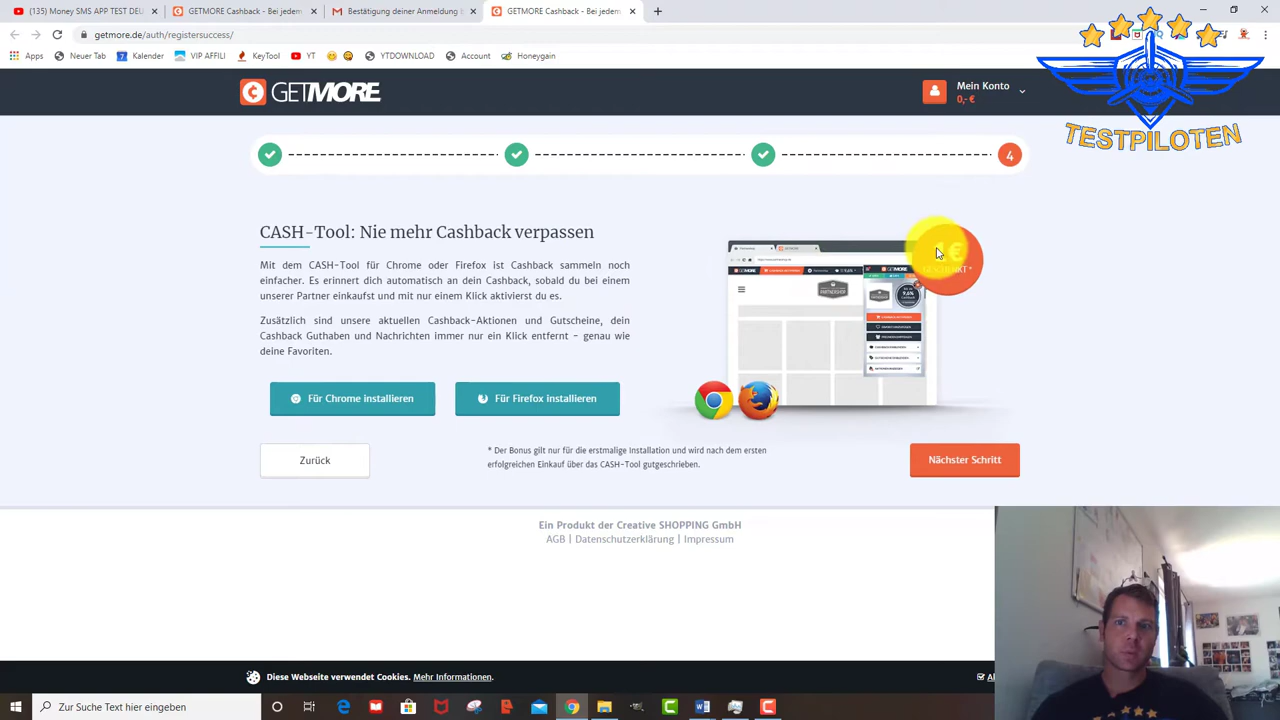 (135) Money SMS APP TEST DEU
GETMORE Cashback - Bei jedem
Bestätigung deiner Anmeldung b
GETMORE Cashback - Bei jedem
getmore.de/auth/registersuccess/
Apps
Neuer Tab
Kalender
VIP AFFILI
KeyTool
YT
YTDOWNLOAD
Account
Honeygain
TESTPILOTEN
GETMORE
Mein Konto
0,- €
4
CASH-Tool: Nie mehr Cashback verpassen
Mit dem CASH-Tool für Chrome oder Firefox ist Cashback sammeln noch
einfacher. Es erinnert dich automatisch an dein Cashback, sobald du bei einem
unserer Partner einkaufst und mit nur einem Klick aktivierst du es.
Zusätzlich sind unsere aktuellen Cashback-Aktionen und Gutscheine, dein
Cashback Guthaben und Nachrichten immer nur ein Klick entfernt - genau wie
deine Favoriten.
Für Chrome installieren
Für Firefox installieren
Zurück
* Der Bonus gilt nur für die erstmalige Installation und wird nach dem ersten
erfolgreichen Einkauf über das CASH-Tool gutgeschrieben.
Nächster Schritt
Ein Produkt der Creative SHOPPING GmbH
AGB | Datenschutzerklärung | Impressum
Diese Webseite verwendet Cookies. Mehr Informationen.
Zur Suche Text hier eingeben